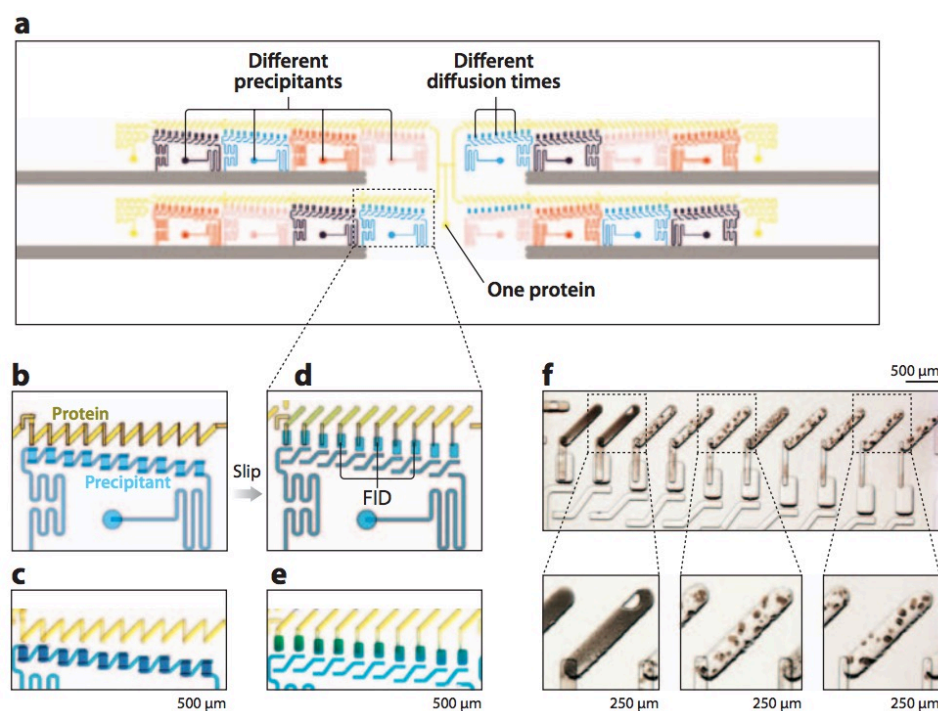 a
Different
precipitants
Different
diffusion times
One protein
b
Protein
Precipitant
Slip
d
FID
f
500 μm
c
500 μm
e
500 μm
250 μm
250 μm
250 μm